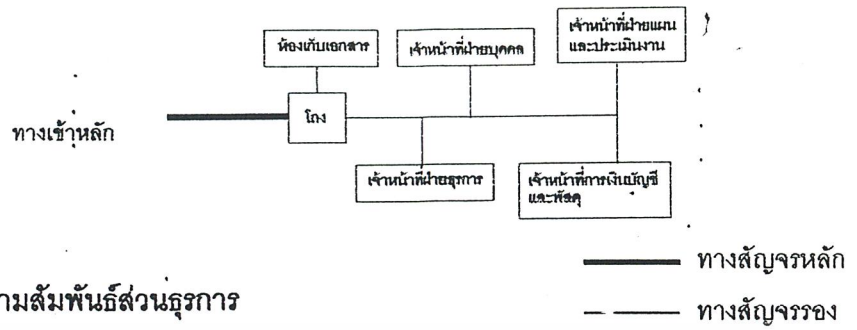 ห้องเก็บเอกสาร
เจ้าหน้าที่ฝ่ายบุคคล
เจ้าหน้าที่ฝ่ายแผน
และประเมินงาน
ทางเข้าหลัก
โถง
เจ้าหน้าที่ฝ่ายธุรการ
เจ้าหน้าที่การเงินบัญชี
และพัสดุ
ทางสัญจรหลัก
ามสัมพันธ์ส่วนธุรการ
ทางสัญจรรอง